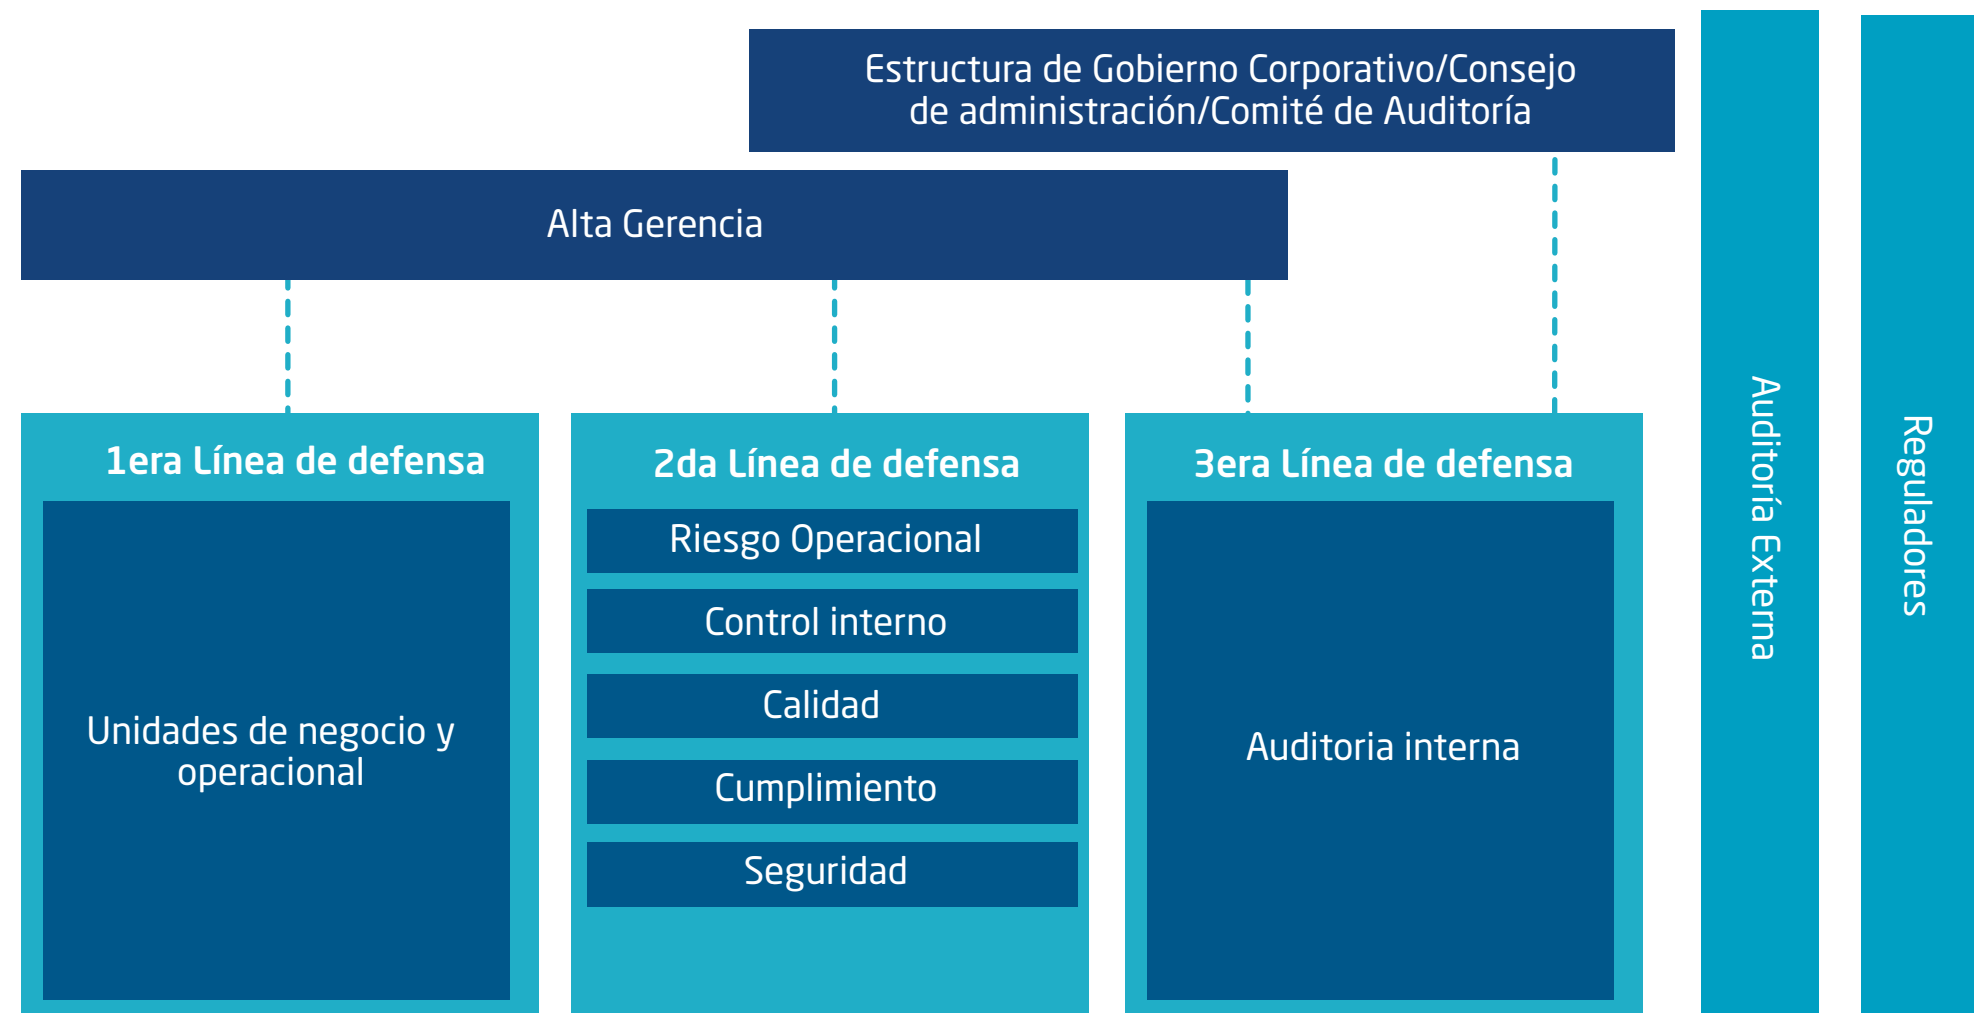 Estructura de Gobierno Corporativo/Consejo
de administración/Comité de Auditoría
Alta Gerencia
1era Línea de defensa
Unidades de negocio y
operacional
2da Línea de defensa
Riesgo Operacional
Control interno
Calidad
Cumplimiento
Seguridad
3era Línea de defensa
Auditoria interna
Auditoría Externa
Reguladores